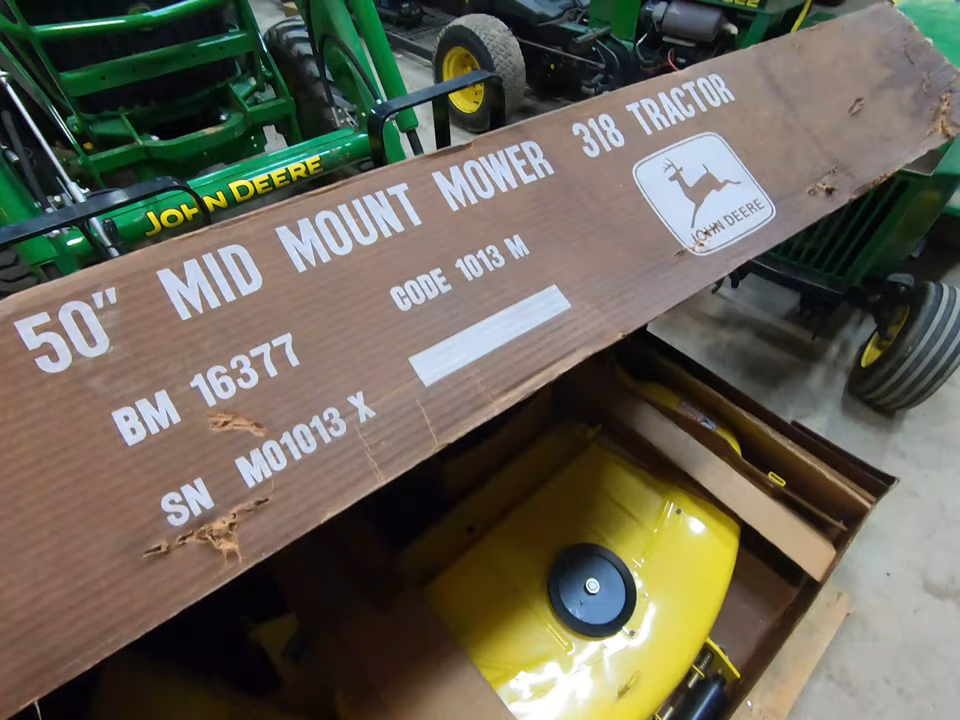 JOHN DEERE
50" MID MOUNT MOWER 318 TRACTOR
BM 16377 CODE 1013 M
SN M01013 X
JOHN DEERE